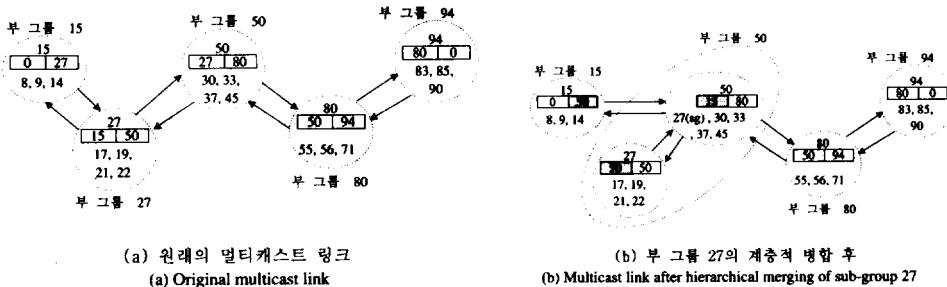 부 그룹 15
15
0 27
8, 9, 14
부 그룹 50
50
27 80
30, 33,
37, 45
부 그룹 94
94
80 0
83, 85,
90
27
15 50
17, 19,
21, 22
부 그룹 27
80
50 94
55, 56, 71
부 그룹 80
(a) 원래의 멀티캐스트 링크
(a) Original multicast link
부 그룹 50
부 그룹 15
15
0
8, 9, 14
50
15 80
27(sg) , 30, 33
, 37, 45
부 그룹 94
94
80 0
83, 85,
90
27
50
17, 19,
21, 22
80
50 94
55, 56, 71
부 그룹 80
(b) 부 그룹 27의 계층적 병합 후
(b) Multicast link after hierarchical merging of sub-group 27